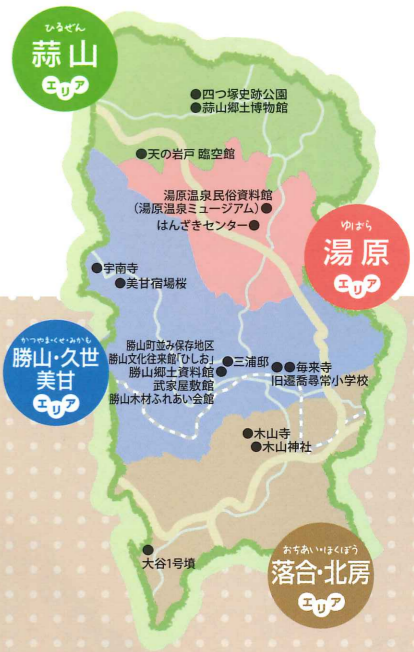 ひるぜん
蒜山
エリア
●四つ塚史跡公園
●蒜山郷土博物館
●天の岩戸 臨空館
湯原温泉民俗資料館
(湯原温泉ミュージアム)●
はんざきセンター●
ゆばら
湯原
エリア
●宇南寺
●美甘宿場桜
かつやま・くせ・みかも
勝山・久世
美甘
エリア
勝山町並み保存地区
勝山文化往来館「ひしお」
勝山郷土資料館
武家屋敷館
勝山木材ふれあい会館
●三浦邸
●●毎来寺
旧遷喬尋常小学校
●木山寺
●木山神社
●
大谷1号墳
おちあい・ほくぼう
落合・北房
エリア